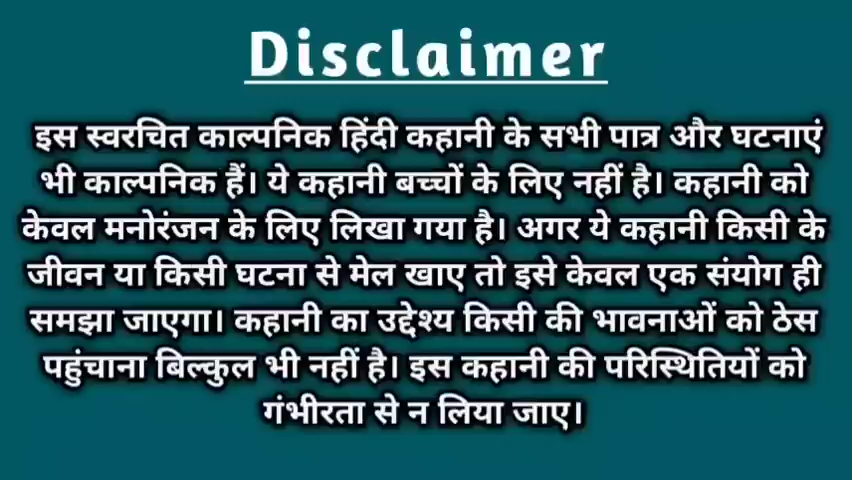 Disclaimer
इस स्वरचित काल्पनिक हिंदी कहानी के सभी पात्र और घटनाएं
भी काल्पनिक हैं। ये कहानी बच्चों के लिए नहीं है। कहानी को
केवल मनोरंजन के लिए लिखा गया है। अगर ये कहानी किसी के
जीवन या किसी घटना से मेल खाए तो इसे केवल एक संयोग ही
समझा जाएगा। कहानी का उद्देश्य किसी की भावनाओं को ठेस
पहुंचाना बिल्कुल भी नहीं है। इस कहानी की परिस्थितियों को
गंभीरता से न लिया जाए।